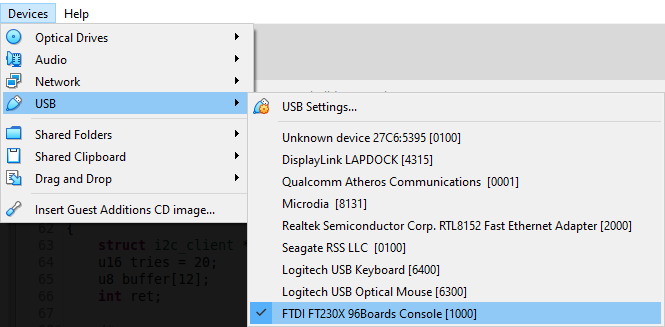 Devices Help
Optical Drives
Audio
Network
USB
USB Settings...
Shared Folders
Unknown device 27C6:5395 [0100]
Shared Clipboard
DisplayLink LAPDOCK [4315]
Drag and Drop
Qualcomm Atheros Communications [0001]
Microdia [8131]
Insert Guest Additions CD image...
Realtek Semiconductor Corp. RTL8152 Fast Ethernet Adapter [2000]
62 {
63 struct i2c_client *
Seagate RSS LLC [0100]
64 u16 tries = 20;
Logitech USB Keyboard [6400]
65 u8 buffer[12];
Logitech USB Optical Mouse [6300]
66 int ret;
FTDI FT230X 96Boards Console [1000]